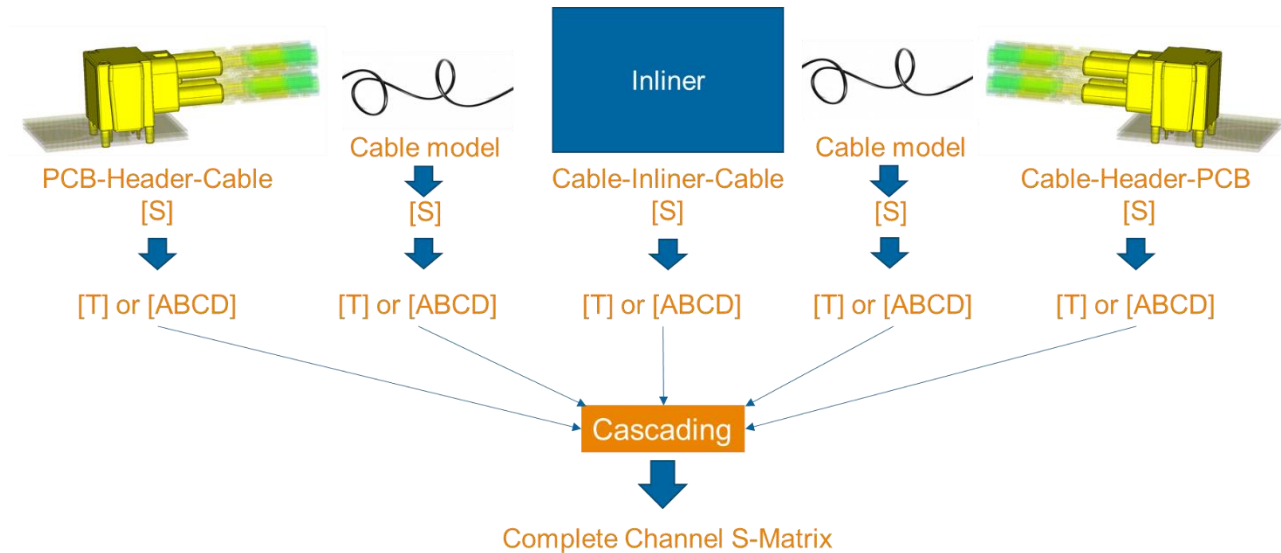 Inliner
Cable model
Cable model
PCB-Header-Cable
Cable-Inliner-Cable
Cable-Header-PCB
[S]
[S]
[S]
[S]
[S]
[T] or [ABCD]
[T] or [ABCD]
[T] or [ABCD]
[T] or [ABCD]
[T] or [ABCD]
Cascading
Complete Channel S-Matrix